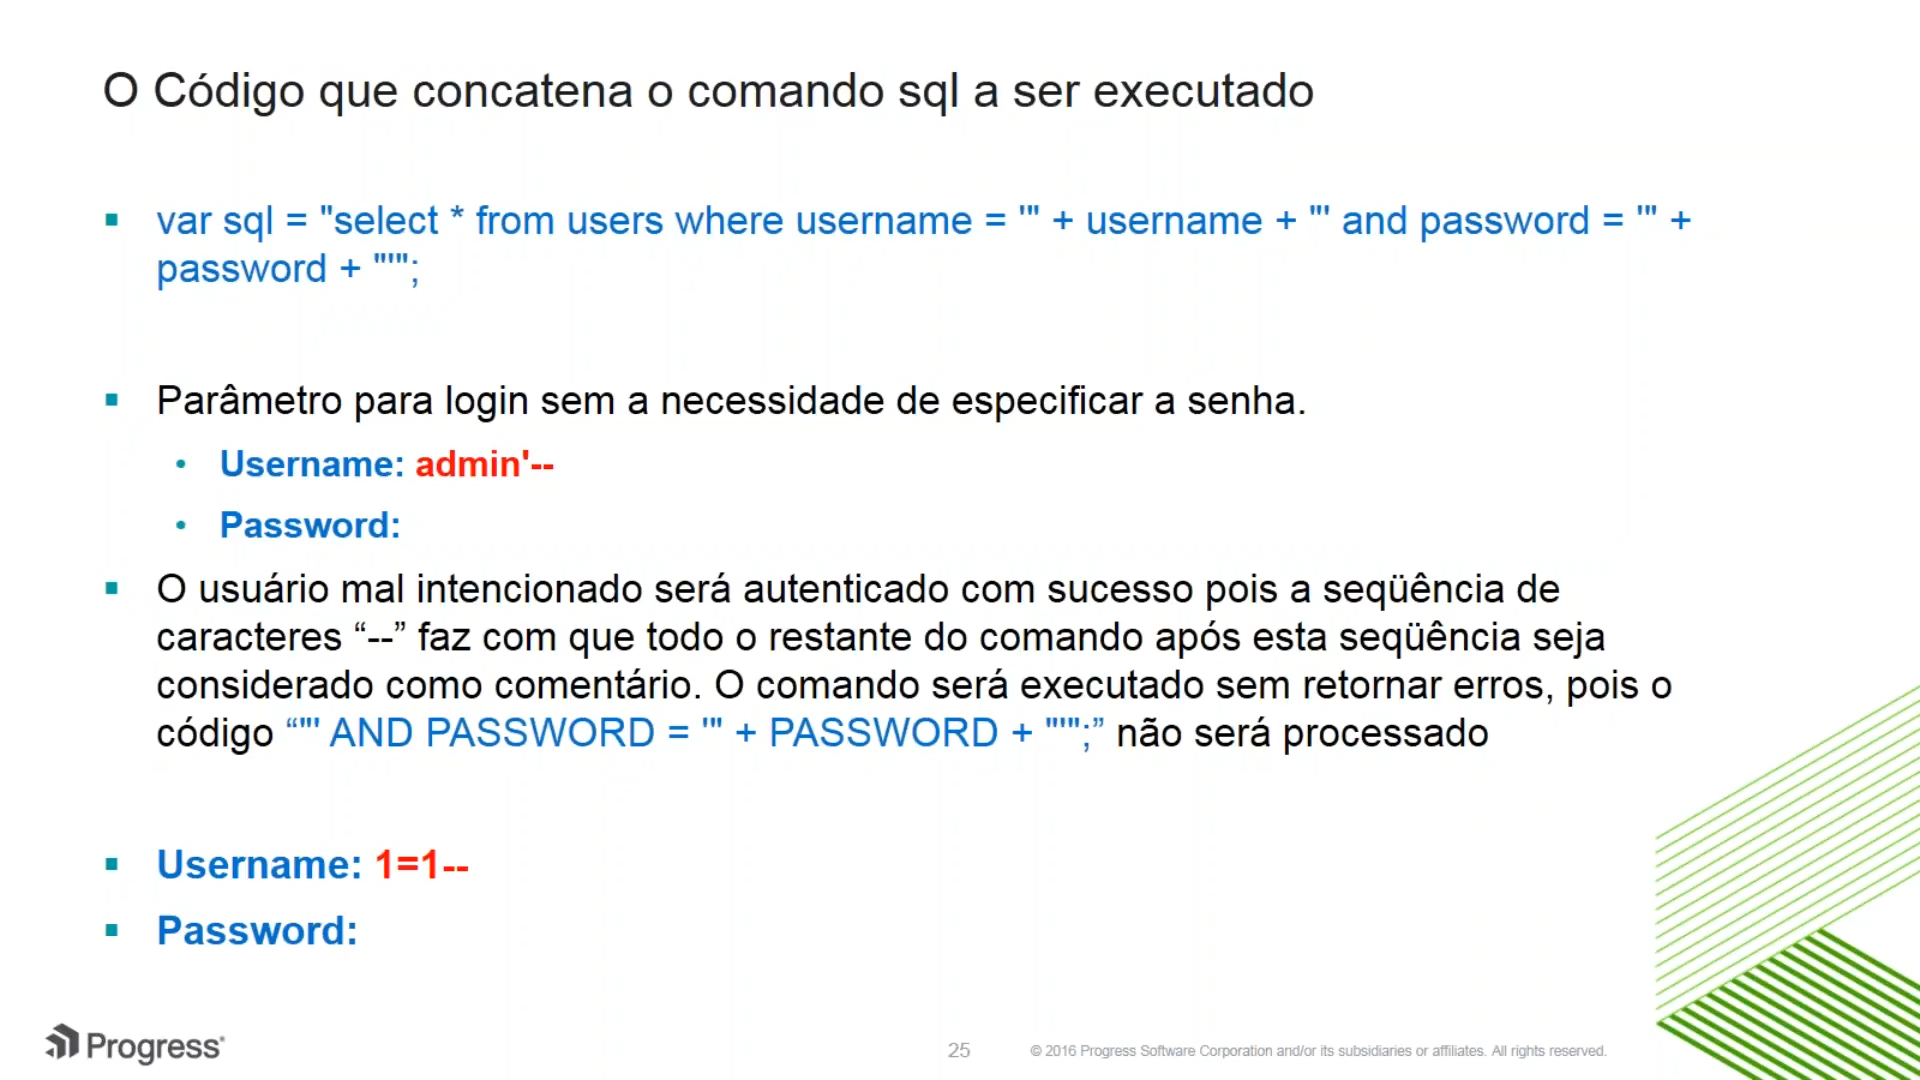 O Código que concatena o comando sql a ser executado
var sql = "select * from users where username = '" + username + "' and password = '" +
password + "'";
Parâmetro para login sem a necessidade de especificar a senha.
Username: admin'--
Password:
O usuário mal intencionado será autenticado com sucesso pois a seqüência de
caracteres “--” faz com que todo o restante do comando após esta seqüência seja
considerado como comentário. O comando será executado sem retornar erros, pois o
código “"' AND PASSWORD = '" + PASSWORD + "'";” não será processado
Username: 1=1--
Password:
Progress
25
© 2016 Progress Software Corporation and/or its subsidiaries or affiliates. All rights reserved.